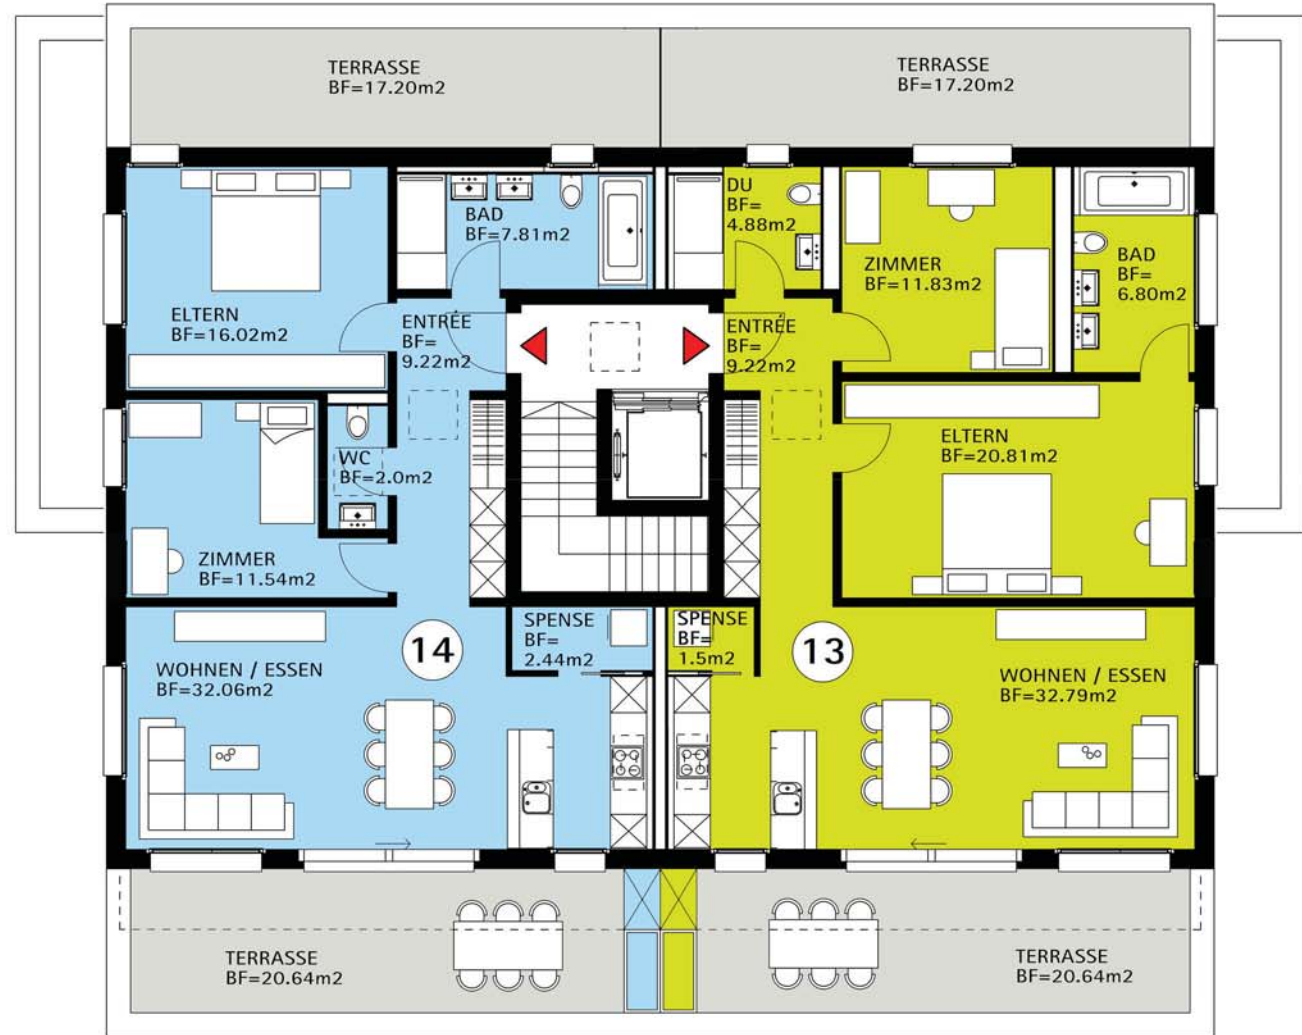 TERRASSE
BF=17.20m2
TERRASSE
BF=17.20m2
BAD
BF=7.81m2
DU
BF=
4.88m2
ZIMMER
BF=11.83m2
BAD
BF=
6.80m2
ELTERN
BF=16.02m2
ENTRÉE
BF=
9.22m2
ENTRÉE
BF=
9.22m2
ELTERN
BF=20.81m2
WC
BF=2.0m2
ZIMMER
BF=11.54m2
SPENSE
BF=
2.44m2
SPENSE
BF=
1.5m2
14
13
WOHNEN / ESSEN
BF=32.06m2
WOHNEN / ESSEN
BF=32.79m2
TERRASSE
BF=20.64m2
TERRASSE
BF=20.64m2